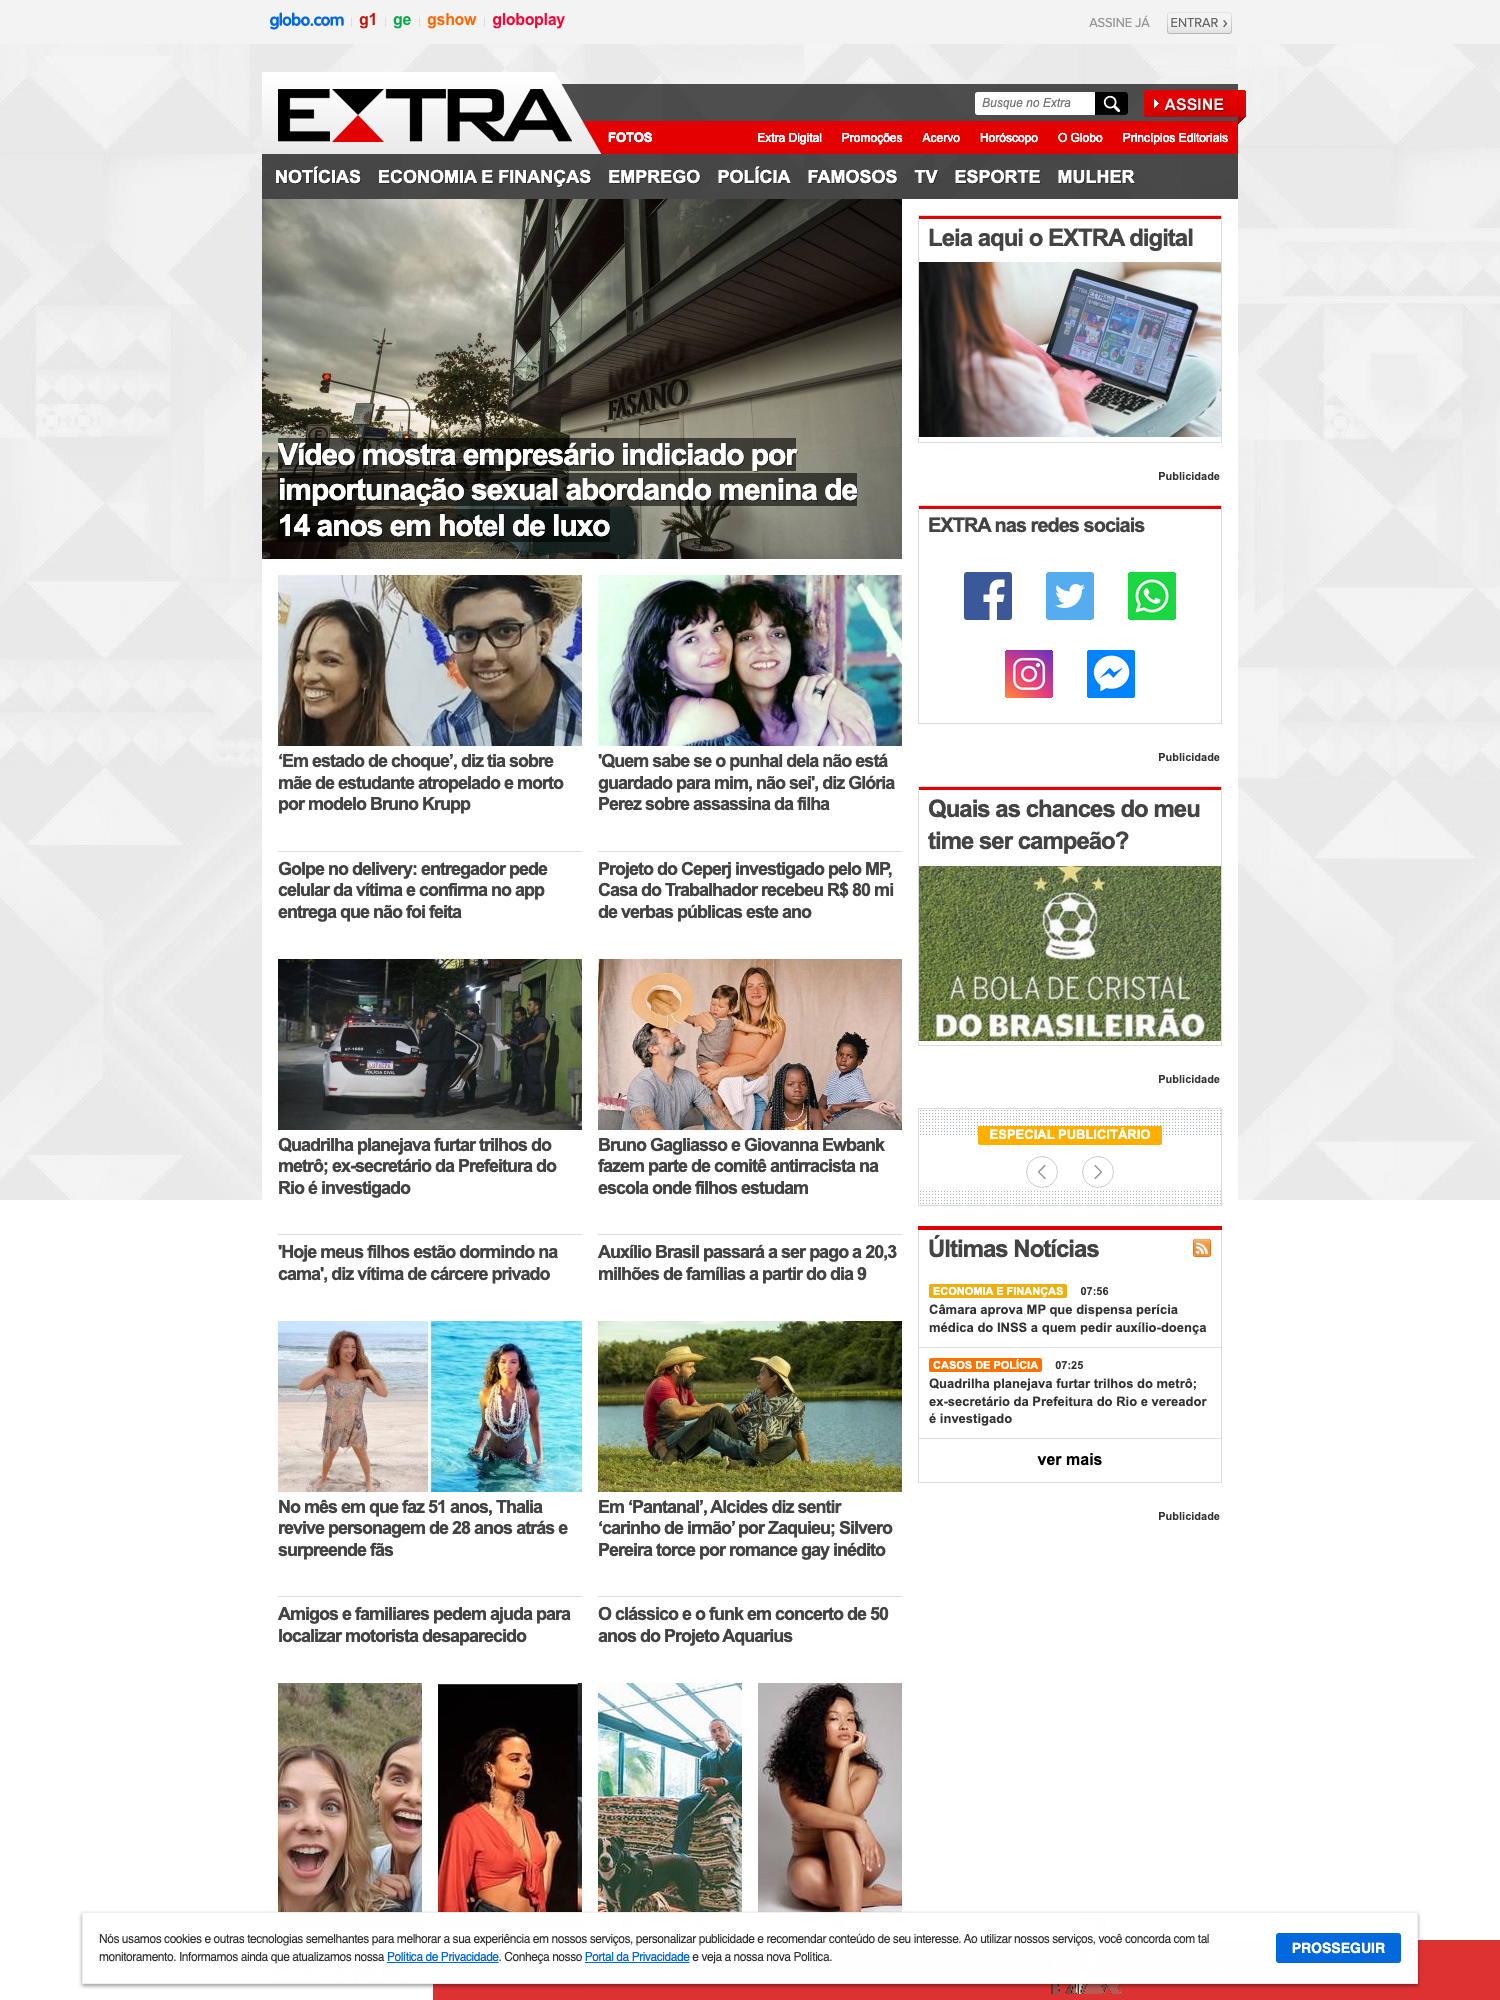 globo.com g1 ge gshow globoplay
ASSINE JÁ ENTRAR ›
EXTRA
Busque no Extra
ASSINE
FOTOS
Extra Digital Promoções Acervo Horóscopo O Globo Princípios Editoriais
NOTÍCIAS ECONOMIA E FINANÇAS EMPREGO POLÍCIA FAMOSOS TV ESPORTE MULHER
FASANO
Vídeo mostra empresário indiciado por
importunação sexual abordando menina de
14 anos em hotel de luxo
‘Em estado de choque’, diz tia sobre
mãe de estudante atropelado e morto
por modelo Bruno Krupp
'Quem sabe se o punhal dela não está
guardado para mim, não sei', diz Glória
Perez sobre assassina da filha
Golpe no delivery: entregador pede
celular da vítima e confirma no app
entrega que não foi feita
Projeto do Ceperj investigado pelo MP,
Casa do Trabalhador recebeu R$ 80 mi
de verbas públicas este ano
POLÍCIA CIVIL
Quadrilha planejava furtar trilhos do
metrô; ex-secretário da Prefeitura do
Rio é investigado
Bruno Gagliasso e Giovanna Ewbank
fazem parte de comitê antirracista na
escola onde filhos estudam
'Hoje meus filhos estão dormindo na
cama', diz vítima de cárcere privado
Auxílio Brasil passará a ser pago a 20,3
milhões de famílias a partir do dia 9
No mês em que faz 51 anos, Thalia
revive personagem de 28 anos atrás e
surpreende fãs
Em ‘Pantanal’, Alcides diz sentir
‘carinho de irmão’ por Zaquieu; Silvero
Pereira torce por romance gay inédito
Amigos e familiares pedem ajuda para
localizar motorista desaparecido
O clássico e o funk em concerto de 50
anos do Projeto Aquarius
Leia aqui o EXTRA digital
EXTRA
Publicidade
EXTRA nas redes sociais
Publicidade
Quais as chances do meu
time ser campeão?
A BOLA DE CRISTAL
DO BRASILEIRÃO
Publicidade
ESPECIAL PUBLICITÁRIO
Últimas Notícias
ECONOMIA E FINANÇAS 07:56
Câmara aprova MP que dispensa perícia
médica do INSS a quem pedir auxílio-doença
CASOS DE POLÍCIA 07:25
Quadrilha planejava furtar trilhos do metrô;
ex-secretário da Prefeitura do Rio e vereador
é investigado
ver mais
Publicidade
Nós usamos cookies e outras tecnologias semelhantes para melhorar a sua experiência em nossos serviços, personalizar publicidade e recomendar conteúdo de seu interesse. Ao utilizar nossos serviços, você concorda com tal
monitoramento. Informamos ainda que atualizamos nossa Política de Privacidade. Conheça nosso Portal da Privacidade e veja a nossa nova Política.
PROSSEGUIR